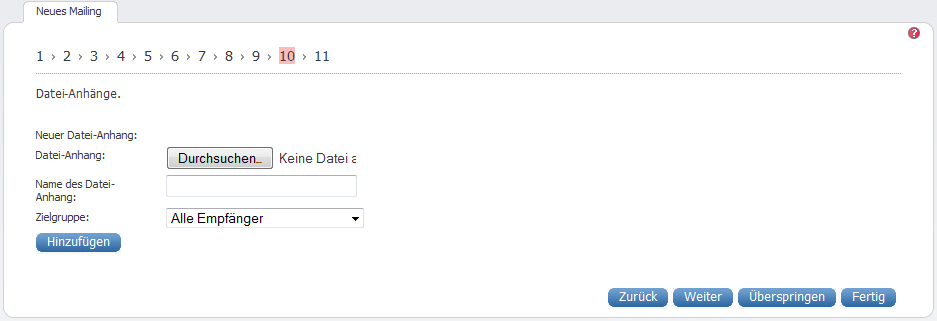 Neues Mailing
?
1 › 2 › 3 › 4 › 5 › 6 › 7 › 8 › 9 › 10 › 11
Datei-Anhänge.
Neuer Datei-Anhang:
Datei-Anhang: Durchsuchen… Keine Datei a
Name des Datei-
Anhang:
Zielgruppe: Alle Empfänger
Hinzufügen
Zurück Weiter Überspringen Fertig